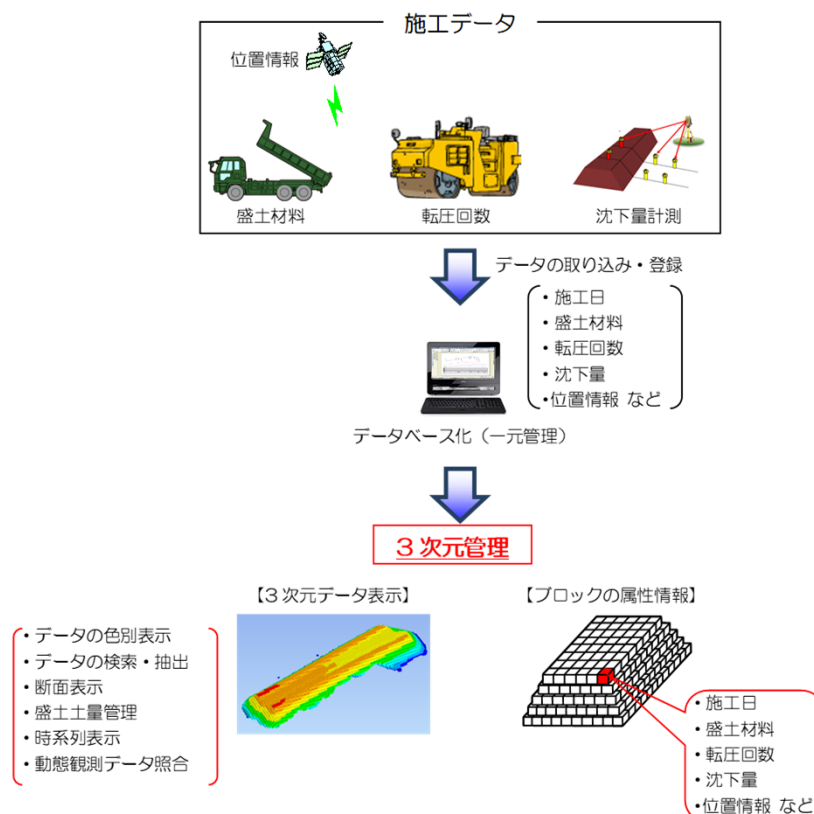 施工データ
位置情報
盛土材料
転圧回数
沈下量計測
データの取り込み・登録
・施工日
・盛土材料
・転圧回数
・沈下量
・位置情報 など
データベース化（一元管理）
３次元管理
【３次元データ表示】
・データの色別表示
・データの検索・抽出
・断面表示
・盛土土量管理
・時系列表示
・動態観測データ照合
【ブロックの属性情報】
・施工日
・盛土材料
・転圧回数
・沈下量
・位置情報 など